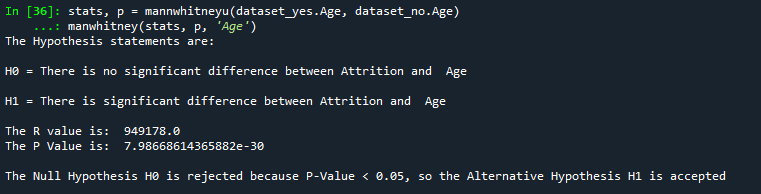 In [36]: stats, p = mannwhitneyu(dataset_yes.Age, dataset_no.Age)
...: manwhitney(stats, p, 'Age')
The Hypothesis statements are:
H0 = There is no significant difference between Attrition and  Age
H1 = There is significant difference between Attrition and  Age
The R value is:  949178.0
The P Value is:  7.98668614365882e-30
The Null Hypothesis H0 is rejected because P-Value < 0.05, so the Alternative Hypothesis H1 is accepted